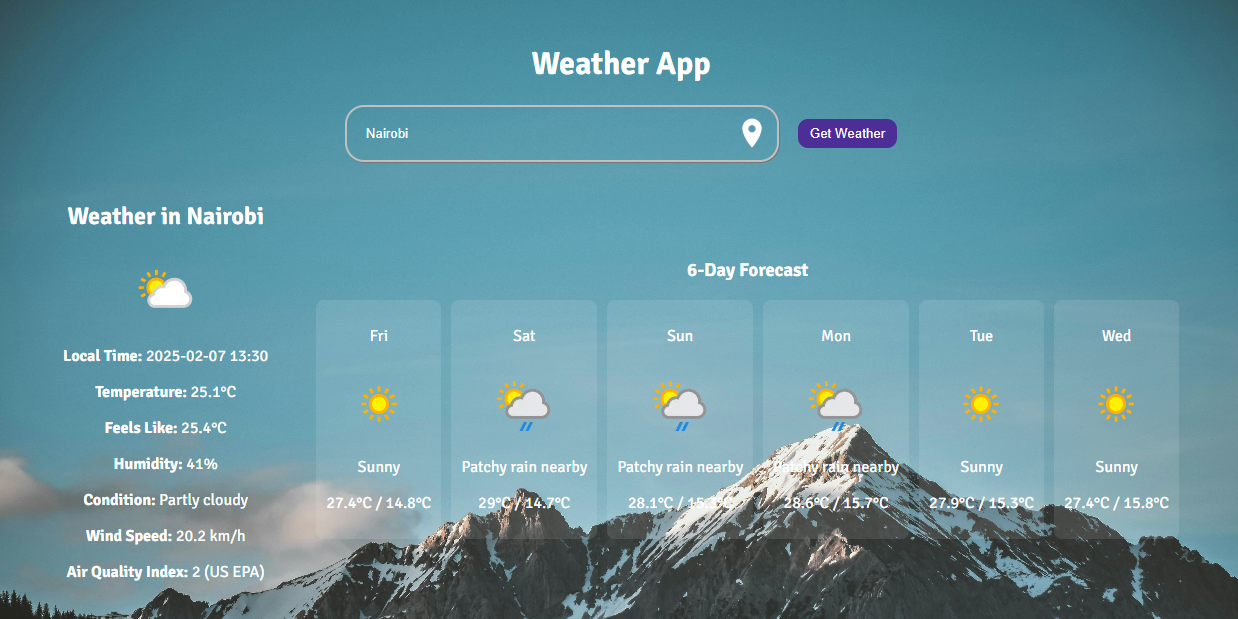 Weather App
Nairobi
Get Weather
Weather in Nairobi
Local Time: 2025-02-07 13:30
Temperature: 25.1°C
Feels Like: 25.4°C
Humidity: 41%
Condition: Partly cloudy
Wind Speed: 20.2 km/h
Air Quality Index: 2 (US EPA)
6-Day Forecast
Fri
Sunny
27.4°C / 14.8°C
Sat
Patchy rain nearby
29°C / 14.7°C
Sun
Patchy rain nearby
28.1°C /
Mon
Patchy rain nearby
28.6°C / 15.7°C
Tue
Sunny
27.9°C / 15.3°C
Wed
Sunny
27.4°C / 15.8°C